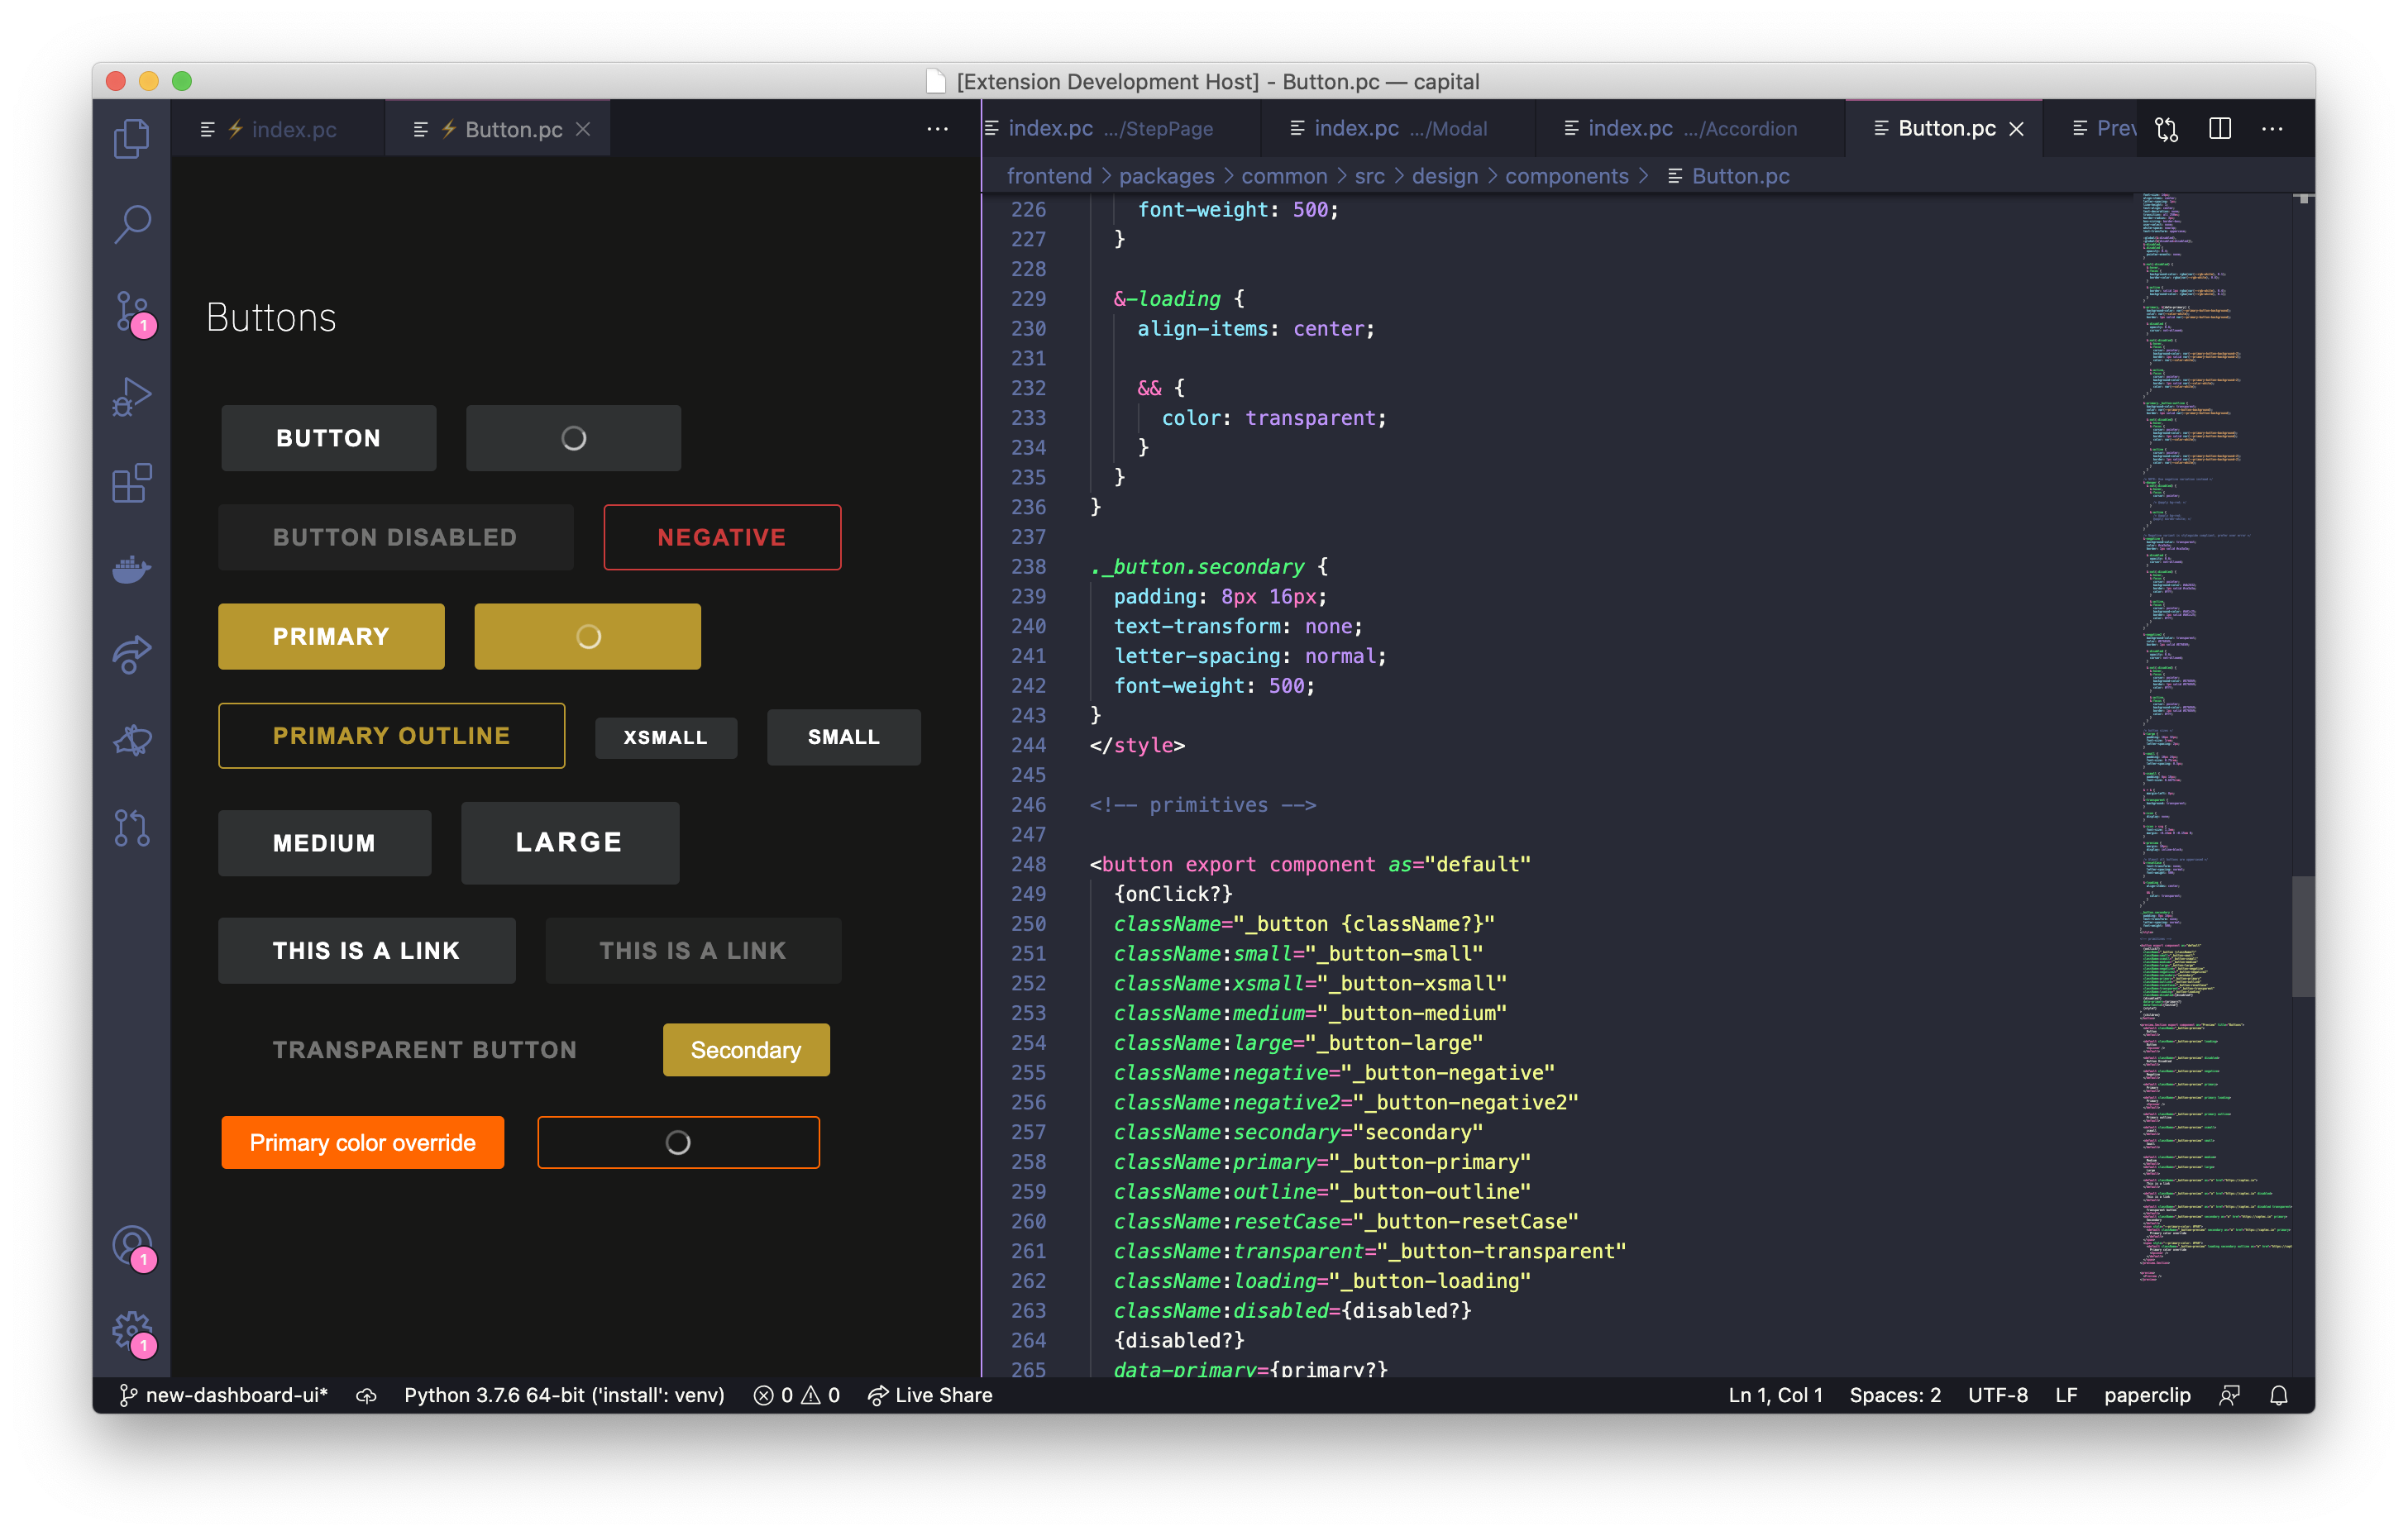 [Extension Development Host] - Button.pc — capital
index.pc
Button.pc
index.pc .../StepPage
index.pc .../Modal
index.pc .../Accordion
Button.pc
Prev
frontend > packages > common > src > design > components > Button.pc
1
1
1
Buttons
BUTTON
BUTTON DISABLED
NEGATIVE
PRIMARY
PRIMARY OUTLINE
XSMALL
SMALL
MEDIUM
LARGE
THIS IS A LINK
THIS IS A LINK
TRANSPARENT BUTTON
Secondary
Primary color override
226 font-weight: 500;
227 }
228
229 &-loading {
230 align-items: center;
231
232 && {
233 color: transparent;
234 }
235 }
236 }
237
238 ._button.secondary {
239 padding: 8px 16px;
240 text-transform: none;
241 letter-spacing: normal;
242 font-weight: 500;
243 }
244 </style>
245
246 <!-- primitives -->
247
248 <button export component as="default"
249 {onClick?}
250 className="_button {className?}"
251 className:small="_button-small"
252 className:xsmall="_button-xsmall"
253 className:medium="_button-medium"
254 className:large="_button-large"
255 className:negative="_button-negative"
256 className:negative2="_button-negative2"
257 className:secondary="secondary"
258 className:primary="_button-primary"
259 className:outline="_button-outline"
260 className:resetCase="_button-resetCase"
261 className:transparent="_button-transparent"
262 className:loading="_button-loading"
263 className:disabled={disabled?}
264 {disabled?}
265 data-primary={primary?}
new-dashboard-ui*
Python 3.7.6 64-bit ('install': venv)
0
0
Live Share
Ln 1, Col 1
Spaces: 2
UTF-8
LF
paperclip